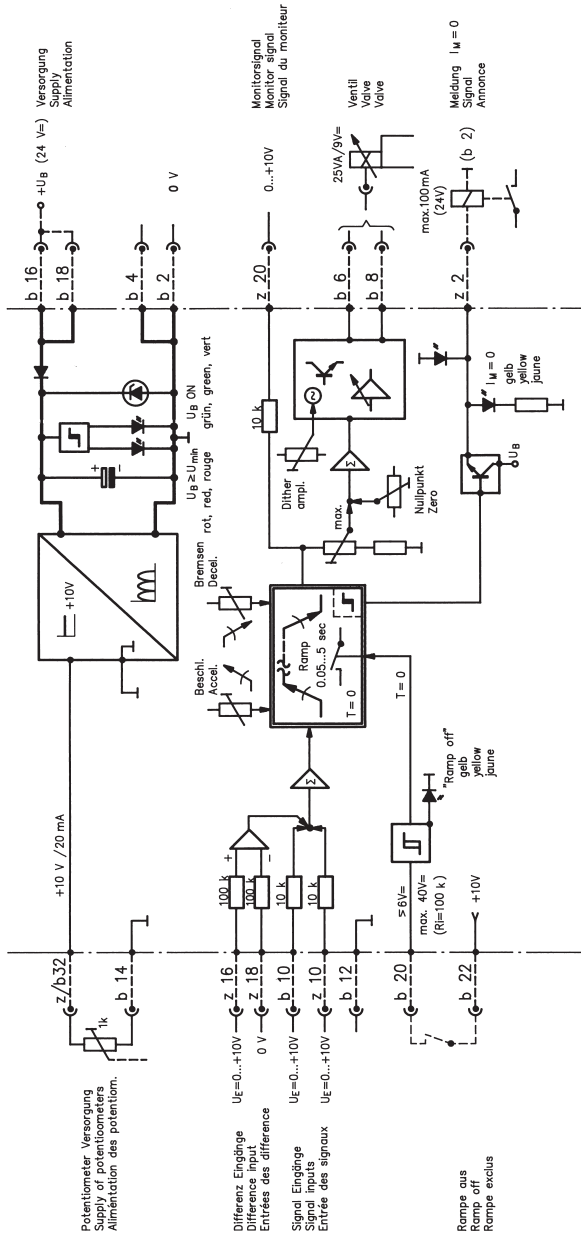 Potentiometer Versorgung
Supply of potentioometers
Alimentation des potentiom.
1k
z/b32
b 14
+10 V/20 mA
+10V
Differenz Eingänge
Difference input
Entrées des difference
UE=0...+10V
0 V
z 16
z 18
100 k
100 k
+
−
Signal Eingänge
Signal inputs
Entrée des signaux
UE=0...+10V
UE=0...+10V
b 10
z 10
b 12
10 k
10 k
Σ
Rampe aus
Ramp off
Rampe exclus
b 20
b 22
>6V=
max. 40V=
(Ri=100 k)
+10V
"Ramp off"
gelb
yellow
jaune
T=0
Beschl.
Accel.
Bremsen
Decel.
Ramp
0.05...5 sec
T=0
UB ≥ Umin
rot, red, rouge
UB ON
grün, green, vert
+
−
b 16
b 18
b 4
b 2
+UB (24 V=)
0 V
Versorgung
Supply
Alimentation
10 k
z 20
0...+10V
Monitorsignal
Monitor signal
Signal du moniteur
Dither
ampl.
max.
Σ
Nullpunkt
Zero
b 6
b 8
25VA/9V=
Ventil
Valve
Valve
UB
IM=0
gelb
yellow
jaune
z 2
max.100mA
(24V)
(b 2)
Meldung IM=0
Signal
Annonce